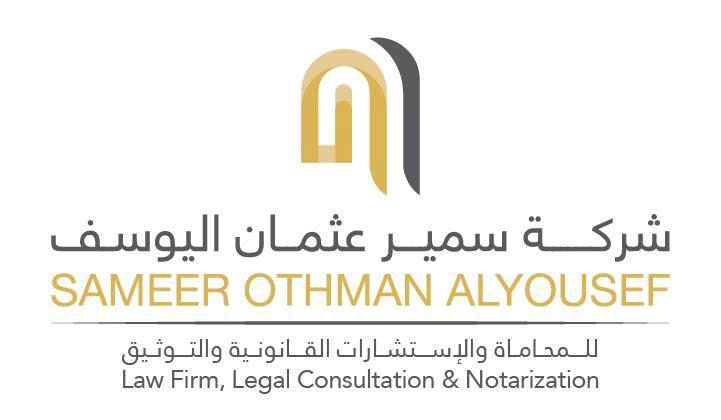 شركة سمير عثمان اليوسف
SAMEER OTHMAN ALYOUSEF
للمحاماة والإستشارات القانونية والتوثيق
Law Firm, Legal Consultation & Notarization